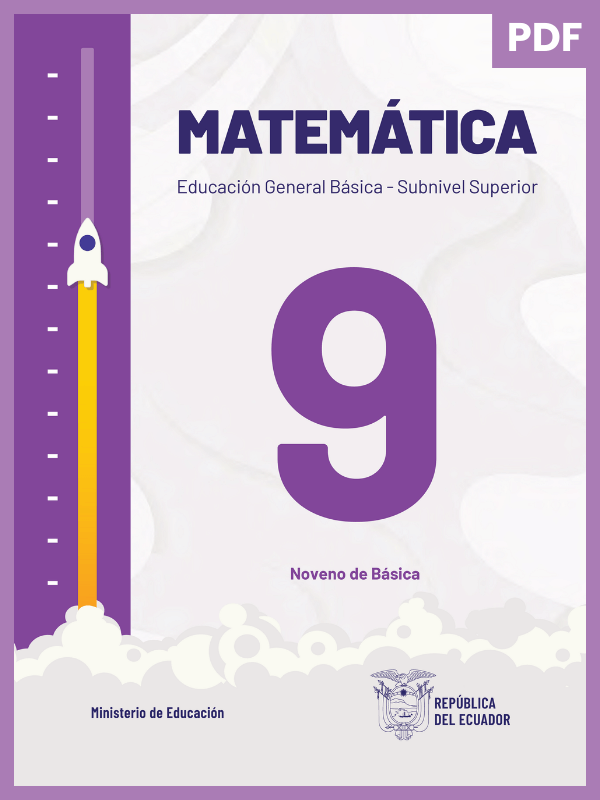 PDF
MATEMÁTICA
Educación General Básica - Subnivel Superior
9
Noveno de Básica
Ministerio de Educación
REPÚBLICA
DEL ECUADOR